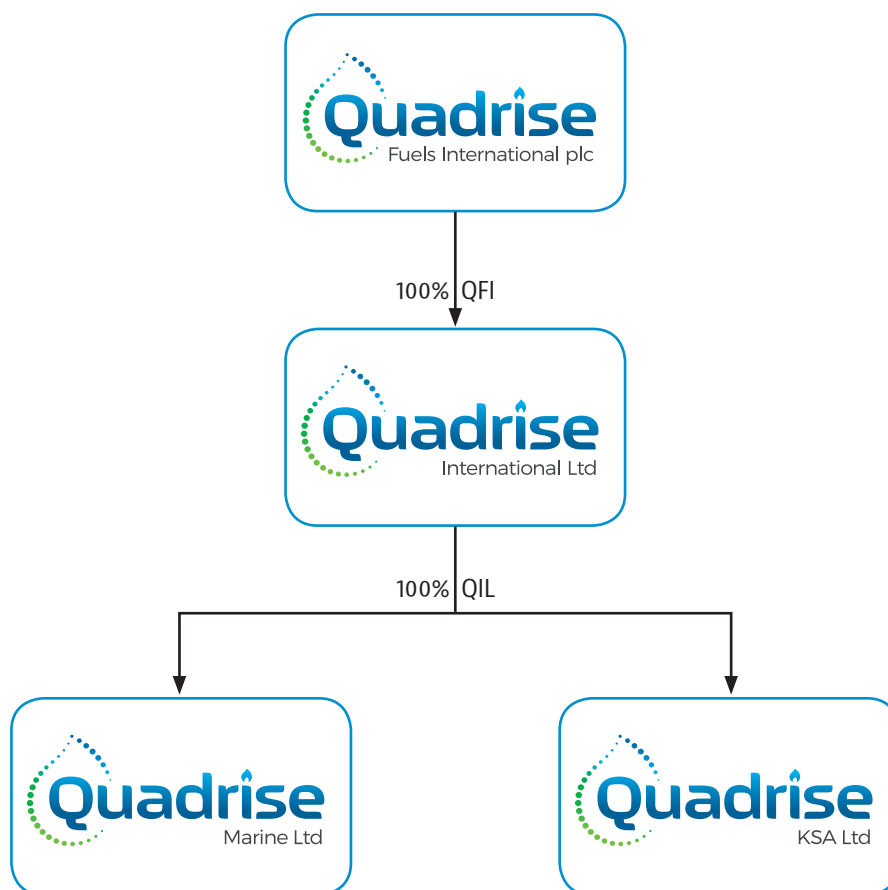 Quadrise
Fuels International plc
100% QFI
Quadrise
International Ltd
100% QIL
Quadrise
Marine Ltd
Quadrise
KSA Ltd